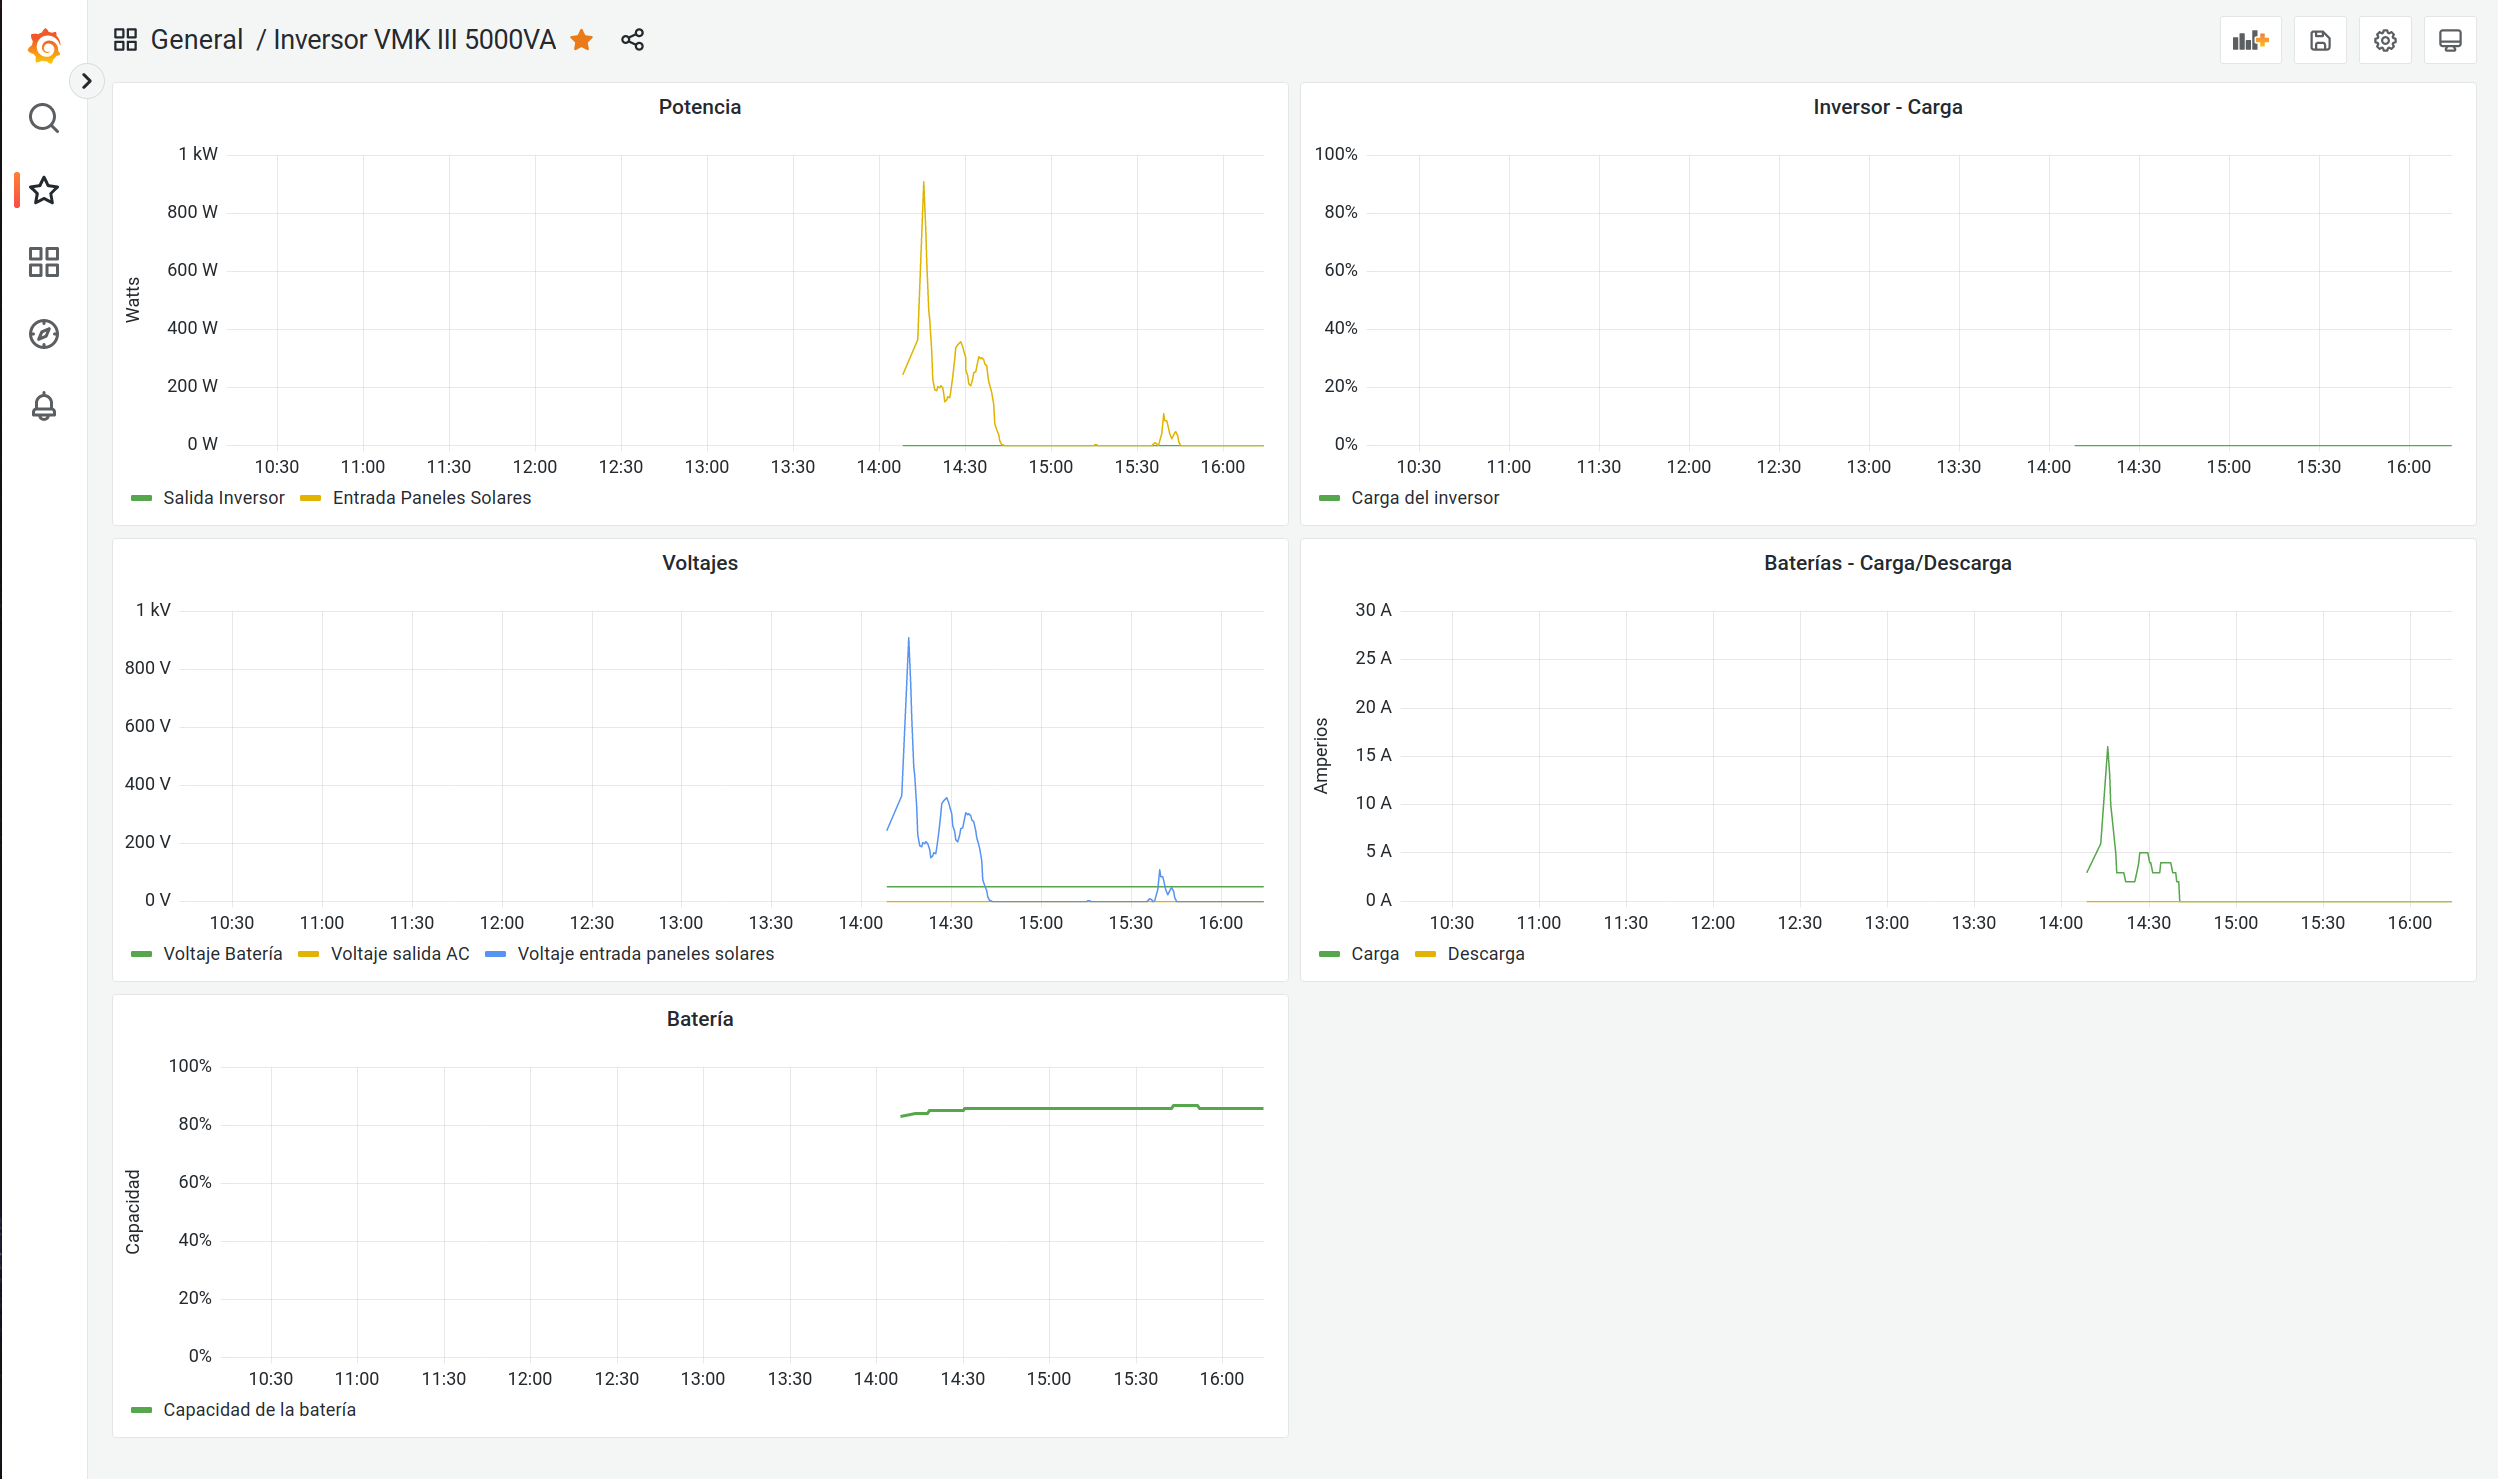 General / Inversor VMK III 5000VA
Potencia
Watts
1 kW
800 W
600 W
400 W
200 W
0 W
10:30 11:00 11:30 12:00 12:30 13:00 13:30 14:00 14:30 15:00 15:30 16:00
Salida Inversor Entrada Paneles Solares
Inversor - Carga
100%
80%
60%
40%
20%
0%
10:30 11:00 11:30 12:00 12:30 13:00 13:30 14:00 14:30 15:00 15:30 16:00
Carga del inversor
Voltajes
1 kV
800 V
600 V
400 V
200 V
0 V
10:30 11:00 11:30 12:00 12:30 13:00 13:30 14:00 14:30 15:00 15:30 16:00
Voltaje Batería Voltaje salida AC Voltaje entrada paneles solares
Baterías - Carga/Descarga
Amperios
30 A
25 A
20 A
15 A
10 A
5 A
0 A
10:30 11:00 11:30 12:00 12:30 13:00 13:30 14:00 14:30 15:00 15:30 16:00
Carga Descarga
Batería
Capacidad
100%
80%
60%
40%
20%
0%
10:30 11:00 11:30 12:00 12:30 13:00 13:30 14:00 14:30 15:00 15:30 16:00
Capacidad de la batería